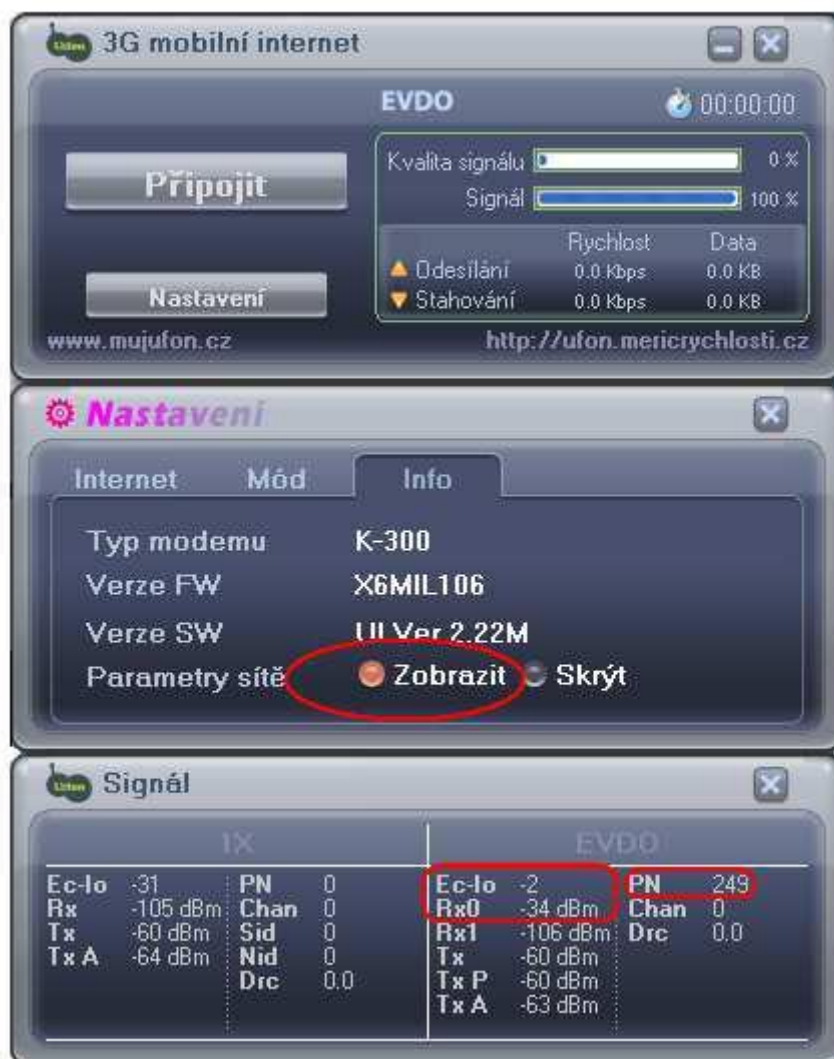 Ufon 3G mobilní internet
EVDO 00:00:00
Připojit
Kvalita signálu 0 %
Signál 100 %
Rychlost Data
Odesílání 0.0 Kbps 0.0 KB
Stahování 0.0 Kbps 0.0 KB
Nastavení
www.mujufon.cz http://ufon.mericrychlosti.cz
Nastavení
Internet Mód Info
Typ modemu K-300
Verze FW X6MIL106
Verze SW UI Ver 2.22M
Parametry sítě Zobrazit Skrýt
Ufon Signál
1X EVDO
Ec-Io -31 PN 0 Ec-Io -2 PN 249
Rx -105 dBm Chan 0 Rx0 -34 dBm Chan 0
Tx -60 dBm Sid 0 Rx1 -106 dBm Drc 0.0
Tx A -64 dBm Nid 0 Tx -60 dBm
Drc 0.0 Tx P -60 dBm
Tx A -63 dBm